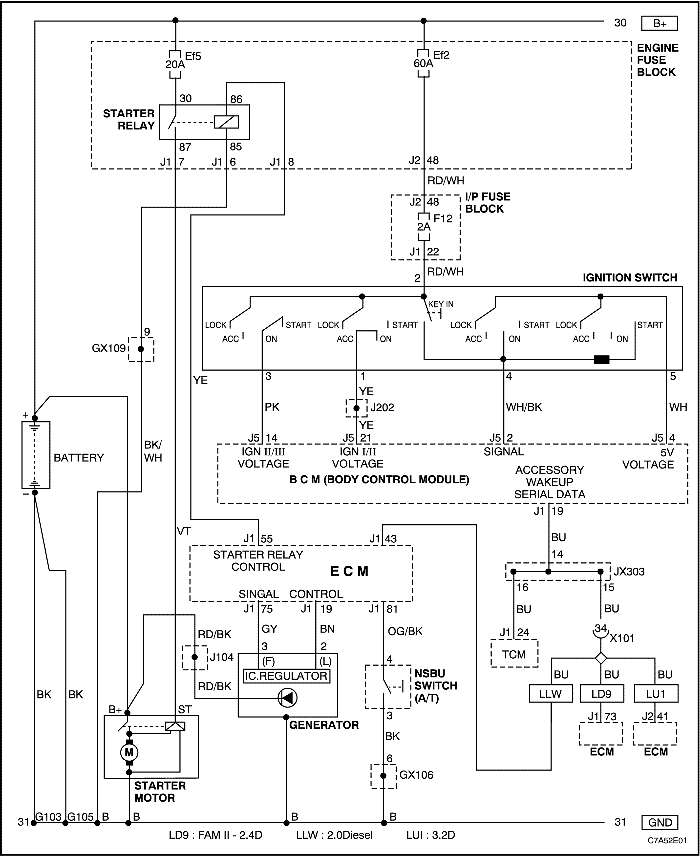 30 B+
Ef5
20A
Ef2
60A
ENGINE
FUSE
BLOCK
30 86
STARTER
RELAY
87 85
J1 7 J1 6 J1 8 J2 48
RD/WH
I/P FUSE
BLOCK
J2 48
F12
2A
J1 22
RD/WH
2
IGNITION SWITCH
KEY IN
LOCK START LOCK START LOCK LOCK START
ACC ON ACC ON ACC ON ACC ON
9
GX109
3 1 4 5
YE
YE
PK J202 WH/BK WH
YE
J5 14 J5 21 J5 2 J5 4
IGN II/III
VOLTAGE
IGN I/II
VOLTAGE
SIGNAL
5V
VOLTAGE
B C M (BODY CONTROL MODULE)
ACCESSORY
WAKEUP
SERIAL DATA
+
BATTERY
−
BK/
WH
J1 19
BU
VT
J1 55 J1 43
STARTER RELAY
CONTROL
E C M
SINGAL CONTROL
14
JX303
16 15
J1 75 J1 19 J1 81
BU BU
GY BN OG/BK
34
X101
J1 24
TCM
RD/BK
J104
RD/BK
3 2
(F) (L)
IC.REGULATOR
GENERATOR
4
NSBU
SWITCH
(A/T)
3
BU BU BU
LLW LD9 LU1
J1 73 J2 41
ECM ECM
BK BK
B+ ST
M
STARTER
MOTOR
BK
6
GX106
31 G103 G105 B B B B 31 GND
LD9 : FAM II - 2.4D LLW : 2.0Diesel LUI : 3.2D
C7A52E01